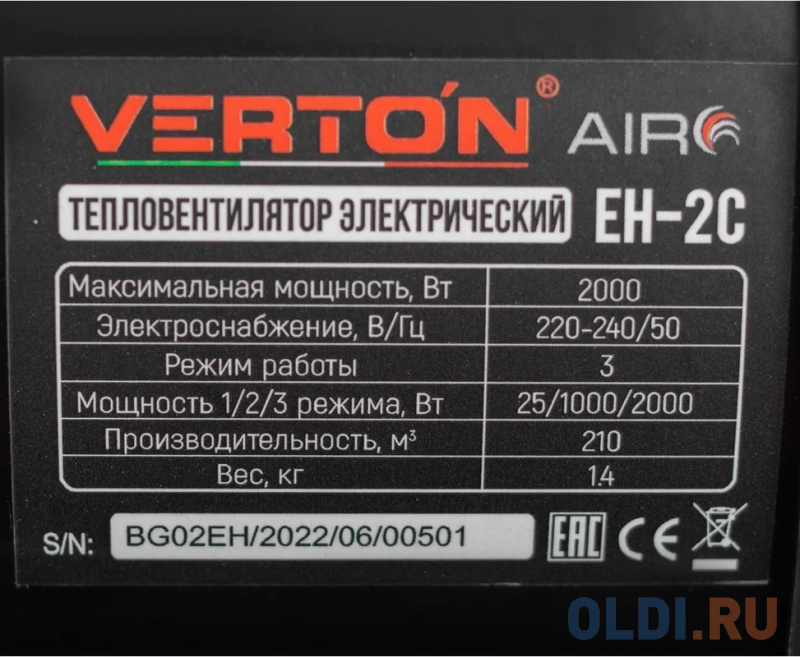 VERTON® AIR
ТЕПЛОВЕНТИЛЯТОР ЭЛЕКТРИЧЕСКИЙ EH-2C
Максимальная мощность, Вт 2000
Электроснабжение, В/Гц 220-240/50
Режим работы 3
Мощность 1/2/3 режима, Вт 25/1000/2000
Производительность, м³ 210
Вес, кг 1.4
S/N: BG02EH/2022/06/00501 EAC CE
OLDI.RU